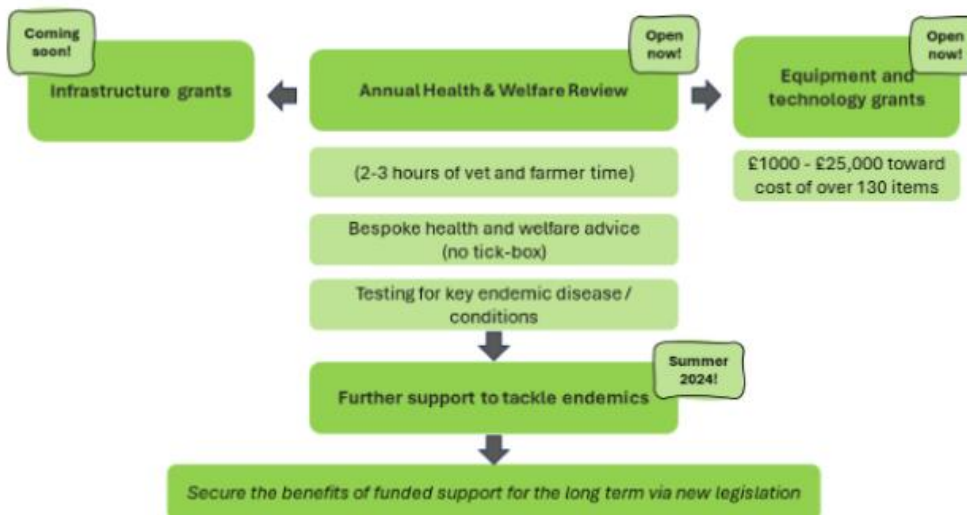 Coming
soon!
Infrastructure grants
Open
now!
Annual Health & Welfare Review
Open
now!
Equipment and
technology grants
(2-3 hours of vet and farmer time)
£1000 - £25,000 toward
cost of over 130 items
Bespoke health and welfare advice
(no tick-box)
Testing for key endemic disease /
conditions
Summer
2024!
Further support to tackle endemics
Secure the benefits of funded support for the long term via new legislation